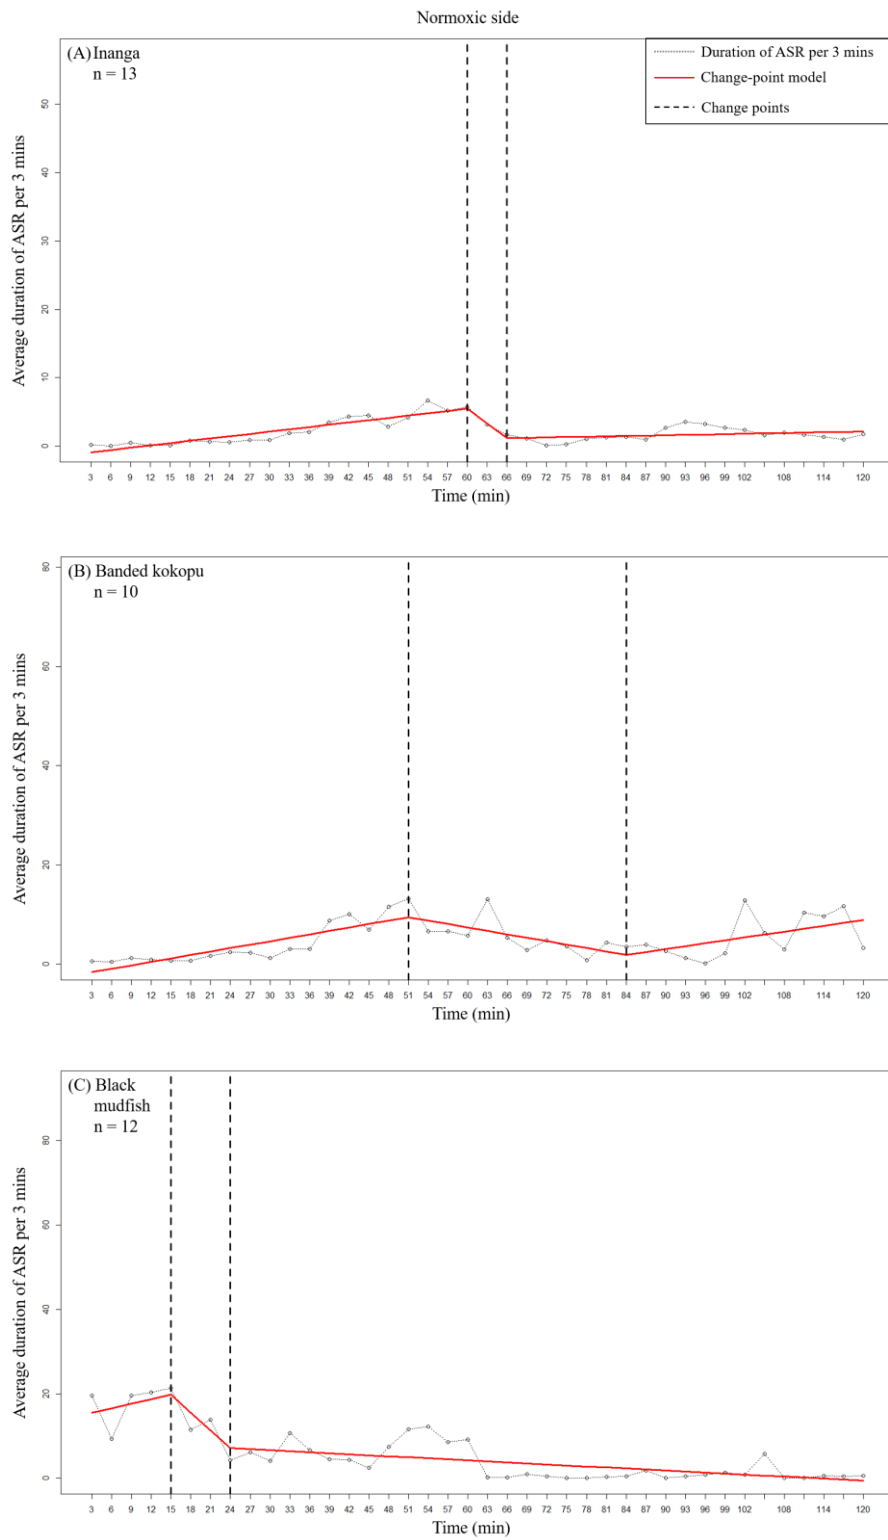 Normoxic side
(A) Inanga
n = 13
Duration of ASR per 3 mins
Change-point model
Change points
Average duration of ASR per 3 mins
50
40
30
20
10
0
3 6 9 12 15 18 21 24 27 30 33 36 39 42 45 48 51 54 57 60 63 66 69 72 75 78 81 84 87 90 93 96 99 102 108 114 120
Time (min)
(B) Banded kokopu
n = 10
Average duration of ASR per 3 mins
80
60
40
20
0
3 6 9 12 15 18 21 24 27 30 33 36 39 42 45 48 51 54 57 60 63 66 69 72 75 78 81 84 87 90 93 96 99 102 108 114 120
Time (min)
(C) Black
mudfish
n = 12
Average duration of ASR per 3 mins
80
60
40
20
0
3 6 9 12 15 18 21 24 27 30 33 36 39 42 45 48 51 54 57 60 63 66 69 72 75 78 81 84 87 90 93 96 99 102 108 114 120
Time (min)